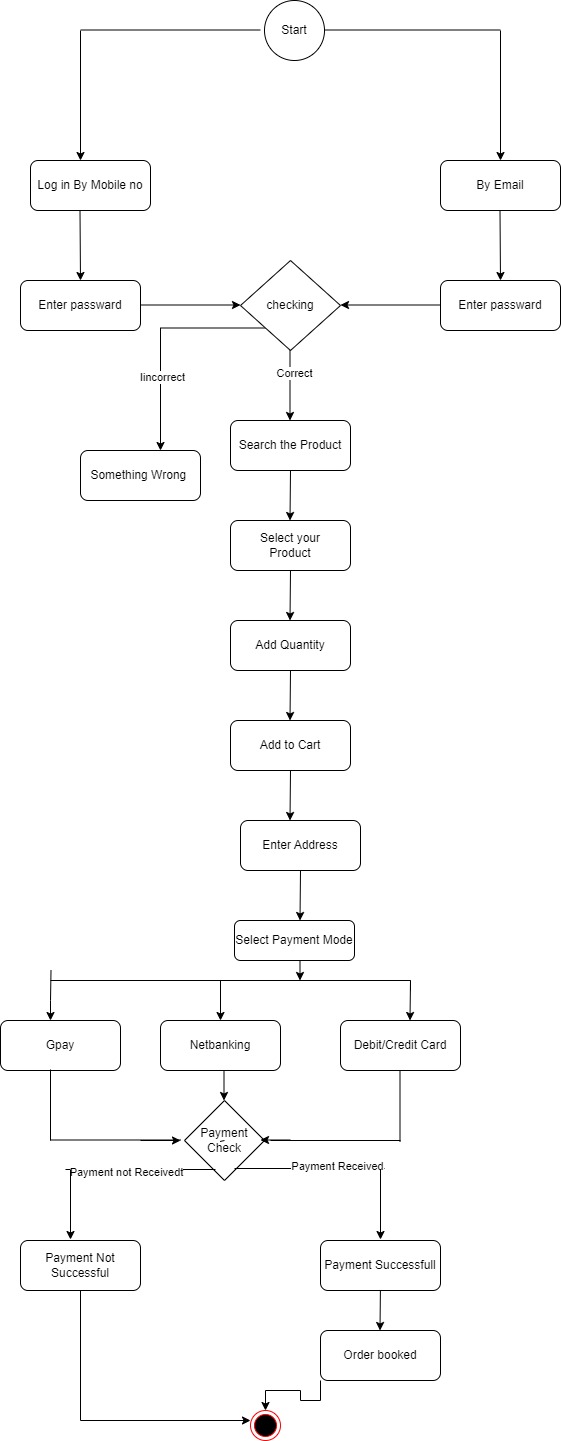 Start
Log in By Mobile no
By Email
Enter passward
checking
Enter passward
Iincorrect
Correct
Search the Product
Something Wrong
Select your
Product
Add Quantity
Add to Cart
Enter Address
Select Payment Mode
Gpay
Netbanking
Debit/Credit Card
Payment
Check
Payment not Receivedt
Payment Received
Payment Not
Successful
Payment Successfull
Order booked